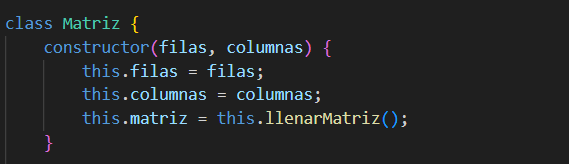 class Matriz {
    constructor(filas, columnas) {
        this.filas = filas;
        this.columnas = columnas;
        this.matriz = this.llenarMatriz();
    }